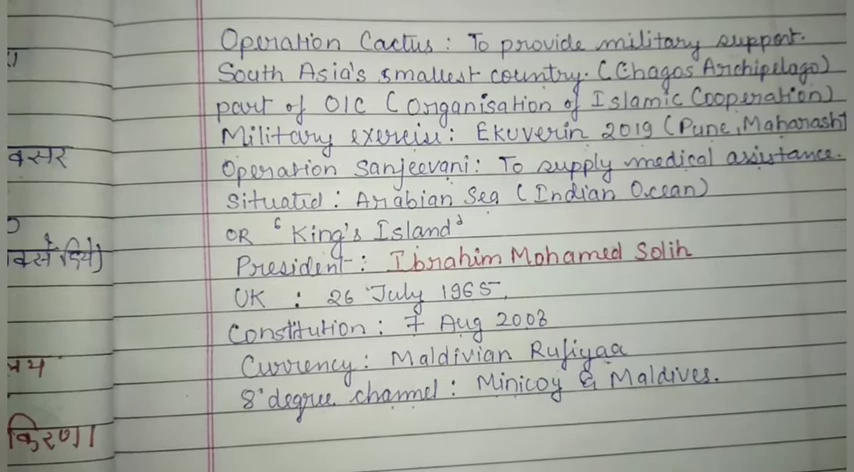 Operation Cactus : To provide military support.
South Asia's smallest country. (Chagos Archipelago)
part of OIC (Organisation of Islamic Cooperation)
Military exercise : EKUVERIN 2019 (Pune, Maharasht
बसर
Operation Sanjeevani : To supply medical assistance.
Situated : Arabian Sea (Indian Ocean)
OR 'King's Island'
President : Ibrahim Mohamed Solih
UK : 26 July 1965.
Constitution : 7 Aug 2008
Currency : Maldivian Rufiyaa
8° degree channel : Minicoy & Maldives.
किरण।